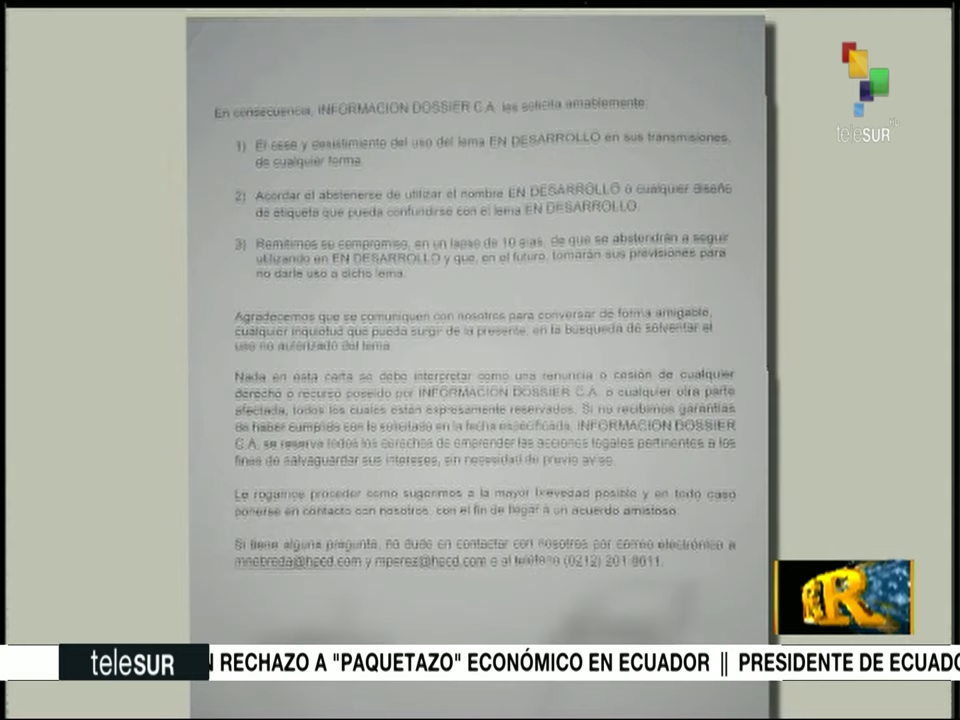 En consecuencia, INFORMACION DOSSIER C.A. les solicita amablemente:
1) El cese y desistimiento del uso del lema EN DESARROLLO en sus transmisiones,
de cualquier forma.
2) Acordar el abstenerse de utilizar el nombre EN DESARROLLO o cualquier diseño
de etiqueta que pueda confundirse con el lema EN DESARROLLO.
3) Remitirnos su compromiso, en un lapso de 10 días, de que se abstendrán a seguir
utilizando en EN DESARROLLO y que, en el futuro, tomarán sus previsiones para
no darle uso a dicho lema.
Agradecemos que se comuniquen con nosotros para conversar de forma amigable,
cualquier inquietud que pueda surgir de la presente, en la búsqueda de solventar el
uso no autorizado del lema.
Nada en esta carta se debe interpretar como una renuncia o cesión de cualquier
derecho o recurso poseído por INFORMACION DOSSIER C.A. o cualquier otra parte
afectada, todos los cuales están expresamente reservados. Si no recibimos garantías
de haber cumplido con lo solicitado en la fecha especificada, INFORMACION DOSSIER
C.A. se reserva todos los derechos de emprender las acciones legales pertinentes a los
fines de salvaguardar sus intereses, sin necesidad de previo aviso.
Le rogamos proceder como sugerimos a la mayor brevedad posible y en todo caso
ponerse en contacto con nosotros, con el fin de llegar a un acuerdo amistoso.
Si tiene alguna pregunta, no dude en contactar con nosotros por correo electrónico a
y o al teléfono (0212)
teleSUR
HD
R
teleSUR
N RECHAZO A "PAQUETAZO" ECONÓMICO EN ECUADOR || PRESIDENTE DE ECUADO